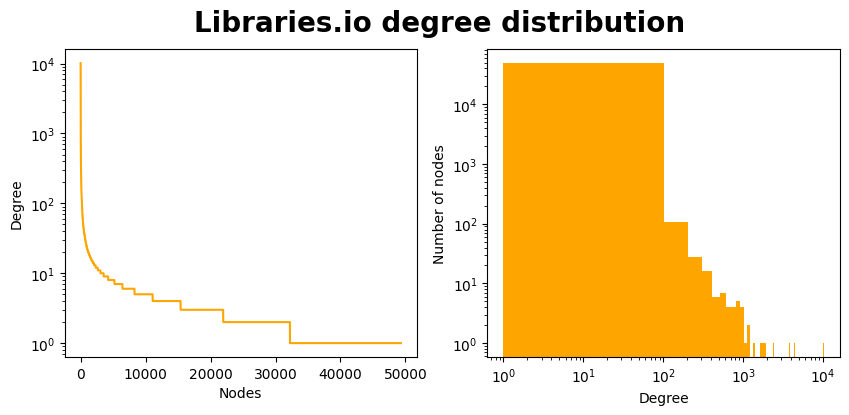 Libraries.io degree distribution
Degree
10⁴
10³
10²
10¹
10⁰
0 10000 20000 30000 40000 50000
Nodes
Number of nodes
10⁴
10³
10²
10¹
10⁰
10⁰ 10¹ 10² 10³ 10⁴
Degree